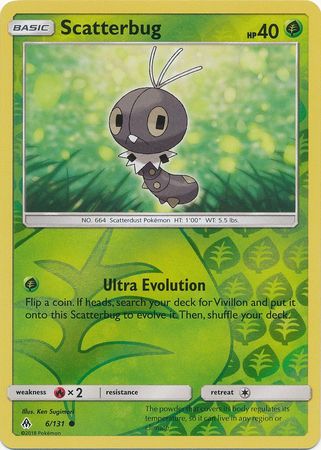 BASIC
Scatterbug
HP 40
NO. 664 Scatterdust Pokémon HT: 1'00" WT: 5.5 lbs.
Ultra Evolution
Flip a coin. If heads, search your deck for Vivillon and put it
onto this Scatterbug to evolve it. Then, shuffle your deck.
weakness × 2 resistance retreat
Illus. Ken Sugimori
6/131
©2018 Pokémon
The powder that covers its body regulates its
temperature, so it can live in any region or
climate.